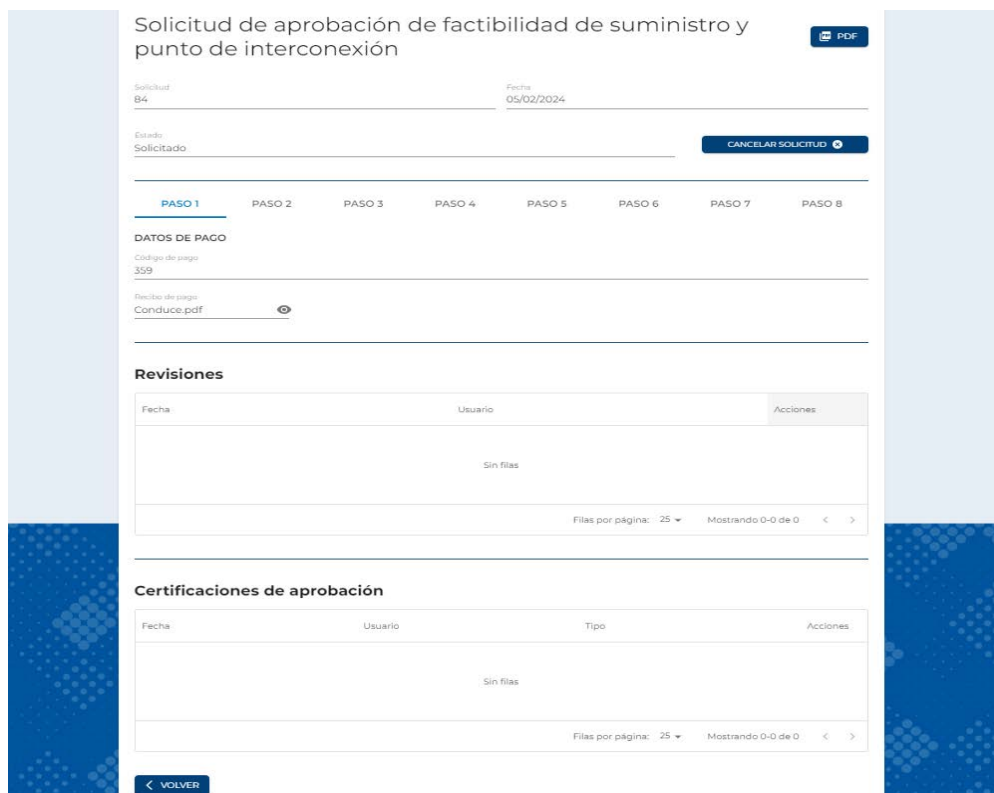 Solicitud de aprobación de factibilidad de suministro y
punto de interconexión
PDF
Solicitud
84
Fecha
05/02/2024
Estado
Solicitado
CANCELAR SOLICITUD
PASO 1 PASO 2 PASO 3 PASO 4 PASO 5 PASO 6 PASO 7 PASO 8
DATOS DE PAGO
Código de pago
359
Recibo de pago
Conduce.pdf
Revisiones
Fecha Usuario Acciones
Sin filas
Filas por página: 25 Mostrando 0-0 de 0
Certificaciones de aprobación
Fecha Usuario Tipo Acciones
Sin filas
Filas por página: 25 Mostrando 0-0 de 0
VOLVER